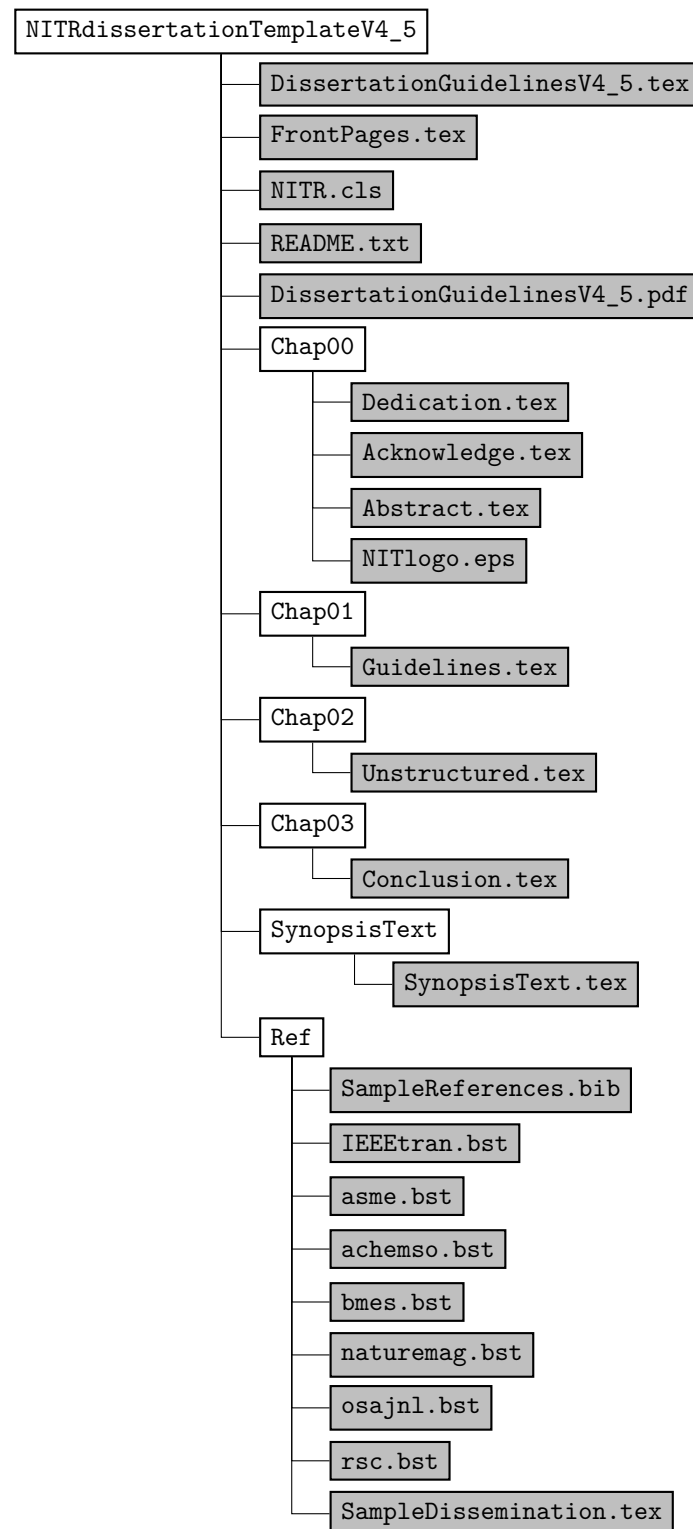 NITRdissertationTemplateV4_5
DissertationGuidelinesV4_5.tex
FrontPages.tex
NITR.cls
README.txt
DissertationGuidelinesV4_5.pdf
Chap00
Dedication.tex
Acknowledge.tex
Abstract.tex
NITlogo.eps
Chap01
Guidelines.tex
Chap02
Unstructured.tex
Chap03
Conclusion.tex
SynopsisText
SynopsisText.tex
Ref
SampleReferences.bib
IEEEtran.bst
asme.bst
achemso.bst
bmes.bst
naturemag.bst
osajnl.bst
rsc.bst
SampleDissemination.tex